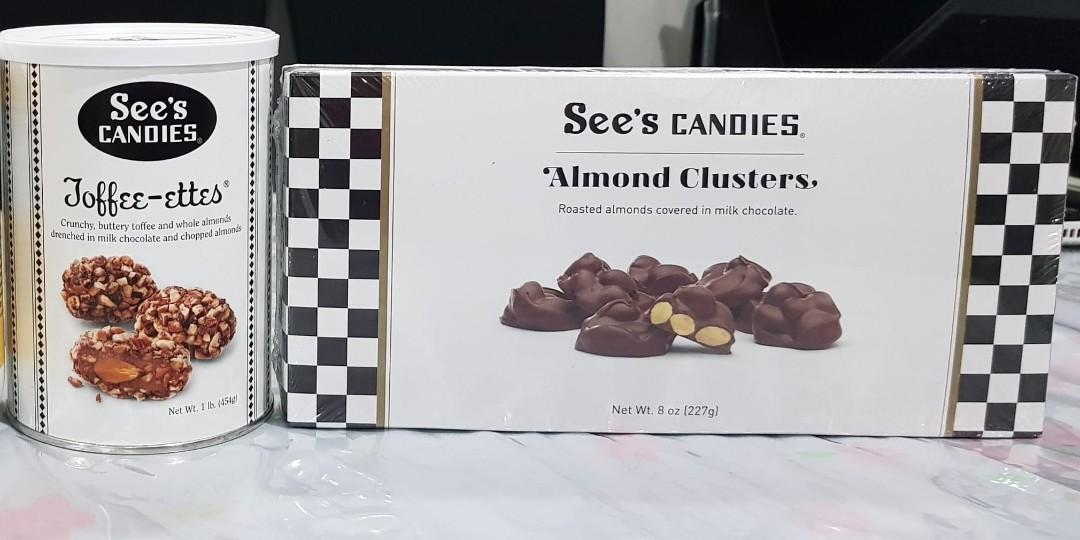 See's
CANDIES®
Toffee-ettes®
Crunchy, buttery toffee and whole almonds
drenched in milk chocolate and chopped almonds
Net Wt. 1 lb. (454g)
See's CANDIES®
Almond Clusters
Roasted almonds covered in milk chocolate.
Net Wt. 8 oz (227g)